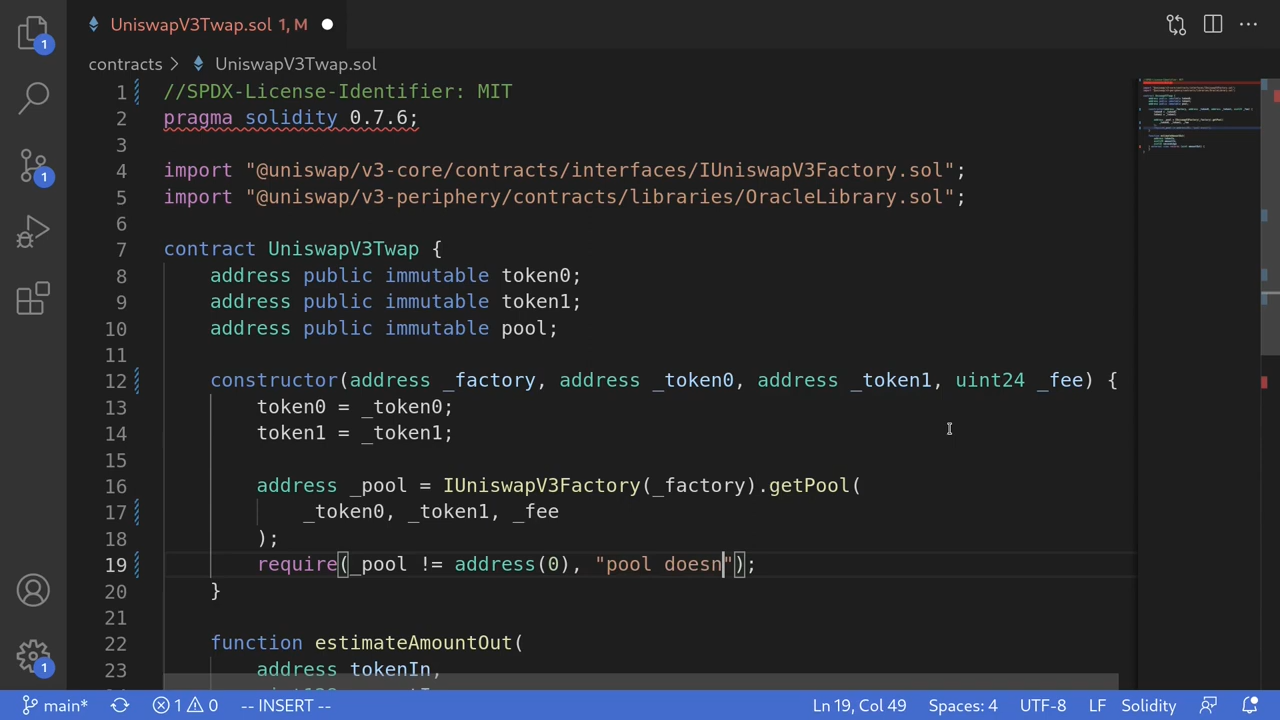 UniswapV3Twap.sol 1, M
contracts > UniswapV3Twap.sol
1 //SPDX-License-Identifier: MIT
2 pragma solidity 0.7.6;
3
4 import "@uniswap/v3-core/contracts/interfaces/IUniswapV3Factory.sol";
5 import "@uniswap/v3-periphery/contracts/libraries/OracleLibrary.sol";
6
7 contract UniswapV3Twap {
8 address public immutable token0;
9 address public immutable token1;
10 address public immutable pool;
11
12 constructor(address _factory, address _token0, address _token1, uint24 _fee) {
13 token0 = _token0;
14 token1 = _token1;
15
16 address _pool = IUniswapV3Factory(_factory).getPool(
17 _token0, _token1, _fee
18 );
19 require(_pool != address(0), "pool doesn");
20 }
21
22 function estimateAmountOut(
23 address tokenIn,
1
1
1
main* 1 0 -- INSERT -- Ln 19, Col 49 Spaces: 4 UTF-8 LF Solidity